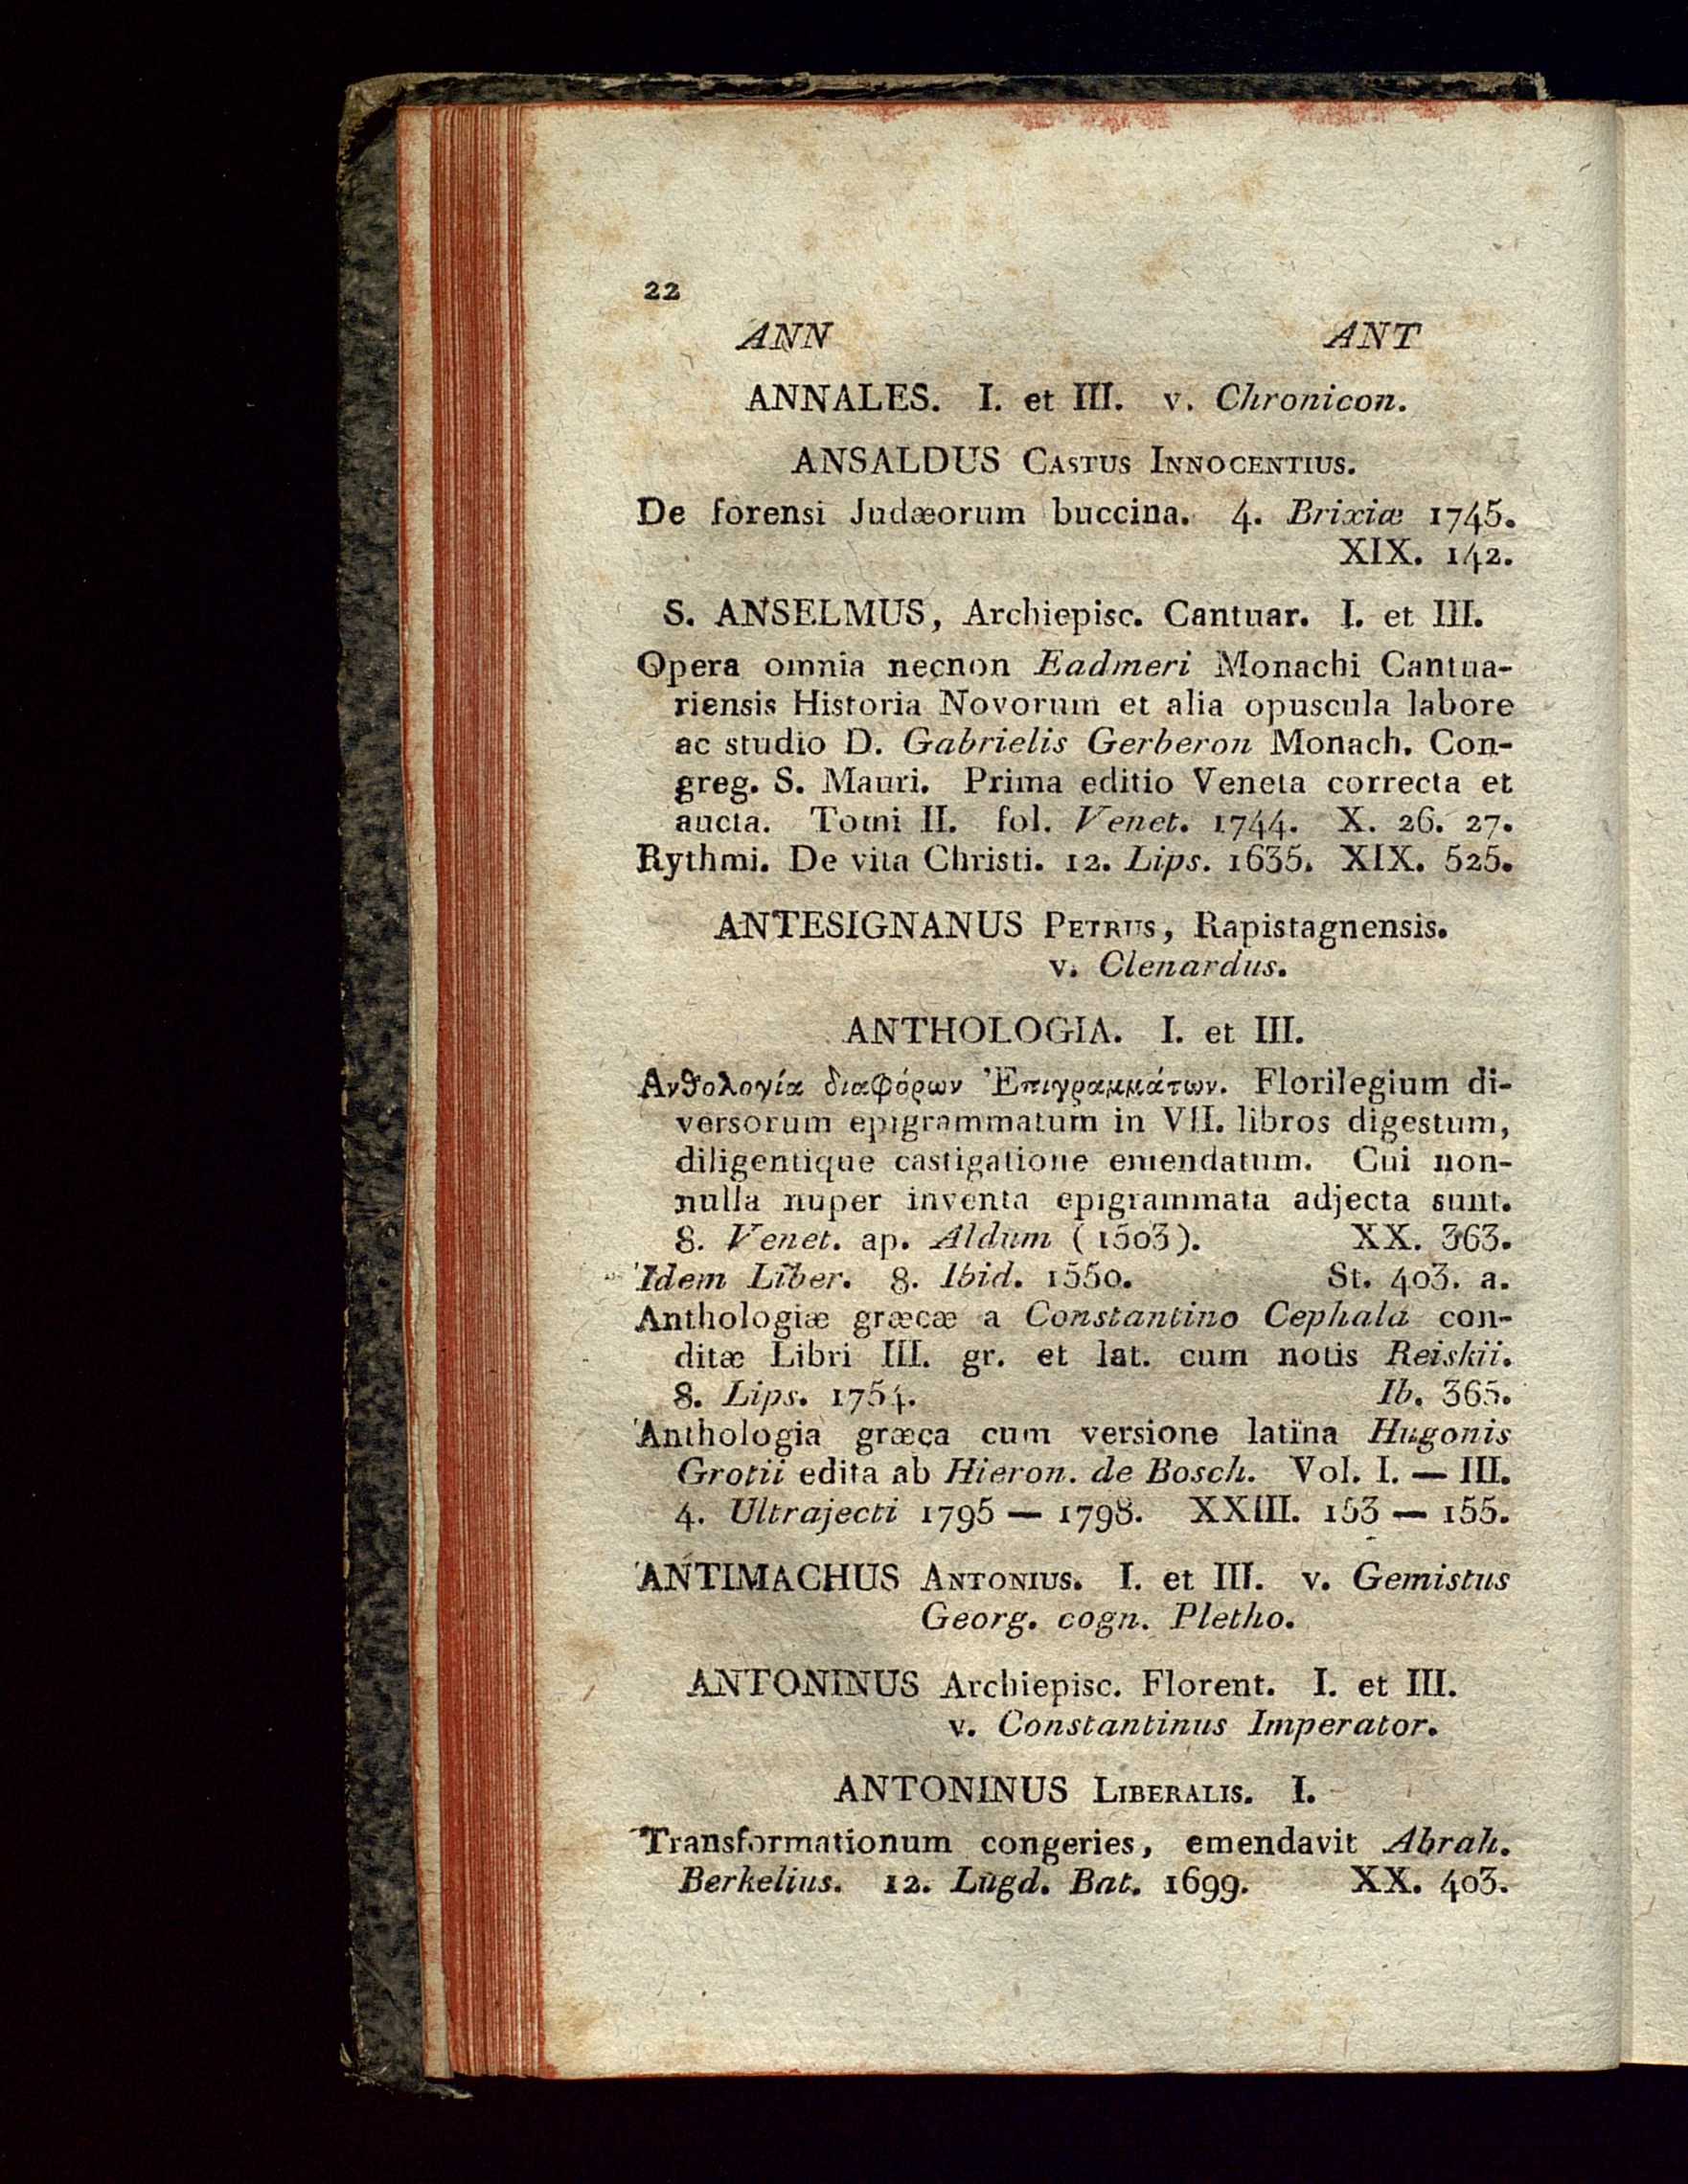 22
ANN ANT
ANNALES. I. et III. v. Chronicon.
ANSALDUS Castus Innocentius.
De forensi Judæorum buccina. 4. Brixiæ 1745.
XIX. 142.
S. ANSELMUS, Archiepisc. Cantuar. I. et III.
Opera omnia necnon Eadmeri Monachi Cantua-
riensis Historia Novorum et alia opuscula labore
ac studio D. Gabrielis Gerberon Monach. Con-
greg. S. Mauri. Prima editio Veneta correcta et
aucta. Tomi II. fol. Venet. 1744. X. 26. 27.
Rythmi. De vita Christi. 12. Lips. 1635. XIX. 525.
ANTESIGNANUS Petrus, Rapistagnensis.
v. Clenardus.
ANTHOLOGIA. I. et III.
Ανθολογία διαφόρων Ἐπιγραμμάτων. Florilegium di-
versorum epigrammatum in VII. libros digestum,
diligentique castigatione emendatum. Cui non-
nulla nuper inventa epigrammata adjecta sunt.
8. Venet. ap. Aldum (1503). XX. 363.
Idem Liber. 8. Ibid. 1550. St. 403. a.
Anthologiæ græcæ a Constantino Cephala con-
ditæ Libri III. gr. et lat. cum notis Reiskii.
8. Lips. 1754. Ib. 365.
Anthologia græca cum versione latina Hugonis
Grotii edita ab Hieron. de Bosch. Vol. I. — III.
4. Ultrajecti 1795 — 1798. XXIII. 153 — 155.
ANTIMACHUS Antonius. I. et III. v. Gemistus
Georg. cogn. Pletho.
ANTONINUS Archiepisc. Florent. I. et III.
v. Constantinus Imperator.
ANTONINUS Liberalis. I.
Transformationum congeries, emendavit Abrah.
Berkelius. 12. Lugd. Bat. 1699. XX. 403.